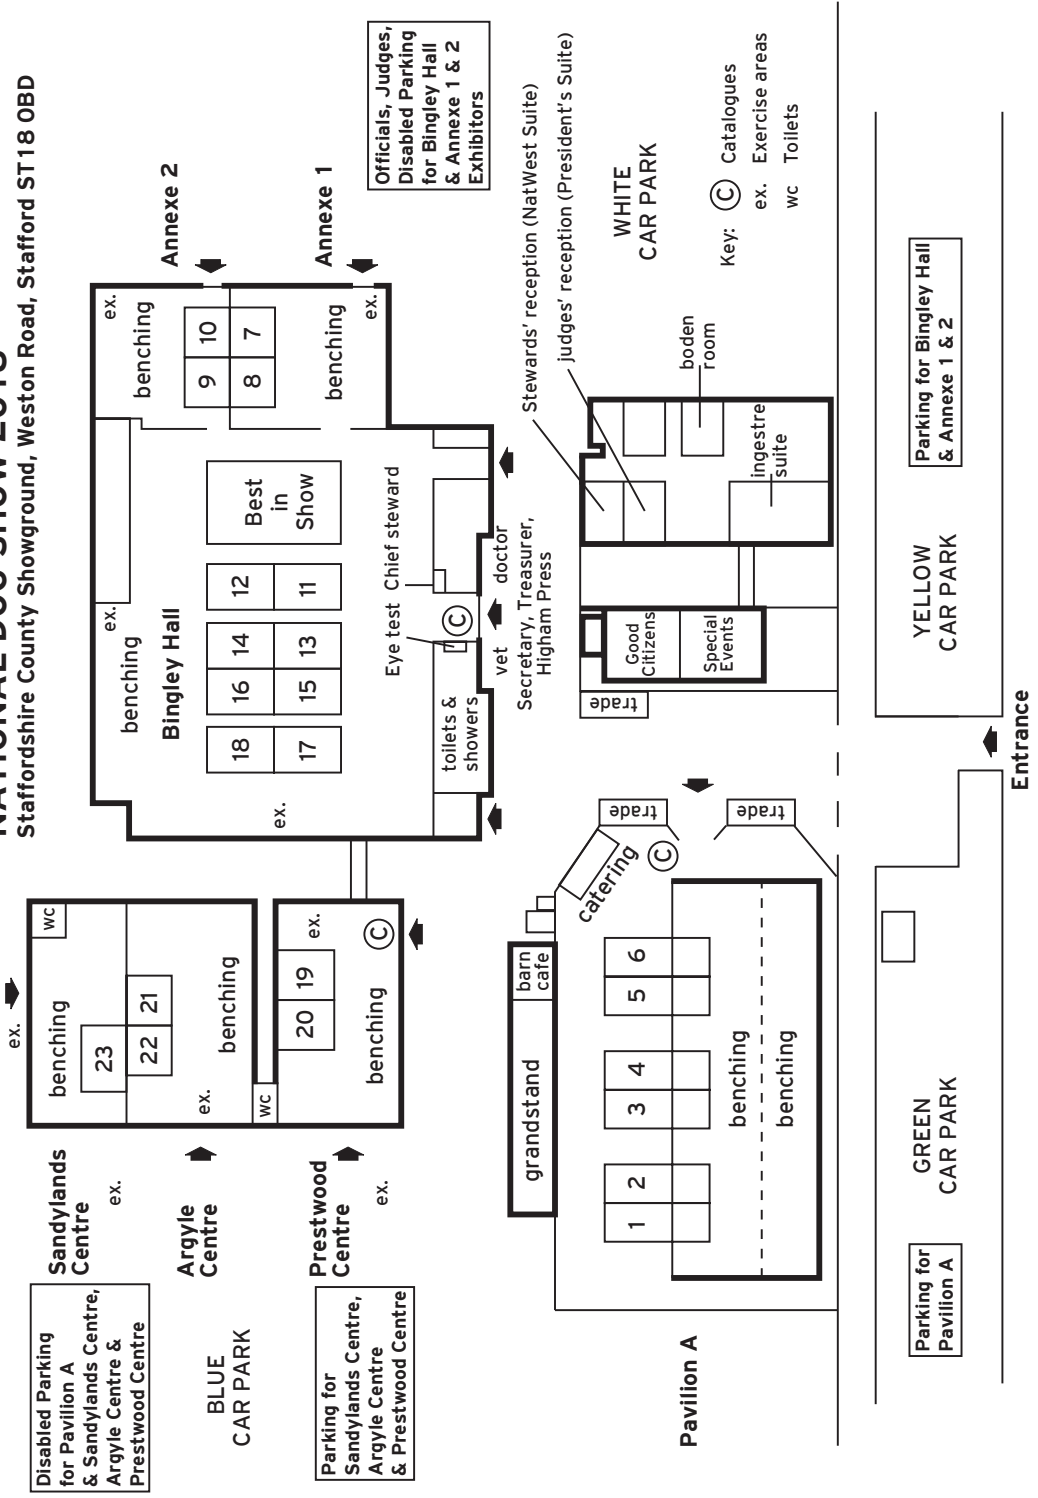 NATIONAL DOG SHOW
Staffordshire County Showground, Weston Road, Stafford ST18 0BD
Disabled Parking
for Pavilion A
& Sandylands Centre,
Argyle Centre &
Prestwood Centre
BLUE
CAR PARK
Parking for
Sandylands Centre,
Argyle Centre
& Prestwood Centre
Sandylands
Centre
ex.
Argyle
Centre
Prestwood
Centre
ex.
ex.
wc
benching
23
22
21
benching
ex.
wc
20
19
ex.
benching
C
ex.
benching
ex.
benching
Bingley Hall
18
16
14
12
17
15
13
11
Best
in
Show
9
10
8
7
benching
ex.
ex.
toilets &
showers
Eye test
Chief steward
C
vet
doctor
Secretary, Treasurer,
Higham Press
Annexe 2
Annexe 1
Officials, Judges,
Disabled Parking
for Bingley Hall
& Annexe 1 & 2
Exhibitors
Stewards' reception (NatWest Suite)
judges' reception (President's Suite)
WHITE
CAR PARK
boden
room
ingestre
suite
Good
Citizens
Special
Events
trade
Key:
C Catalogues
ex. Exercise areas
wc Toilets
grandstand
barn
cafe
catering
trade
C
trade
1
2
3
4
5
6
benching
benching
Pavilion A
Parking for
Pavilion A
GREEN
CAR PARK
YELLOW
CAR PARK
Parking for Bingley Hall
& Annexe 1 & 2
Entrance